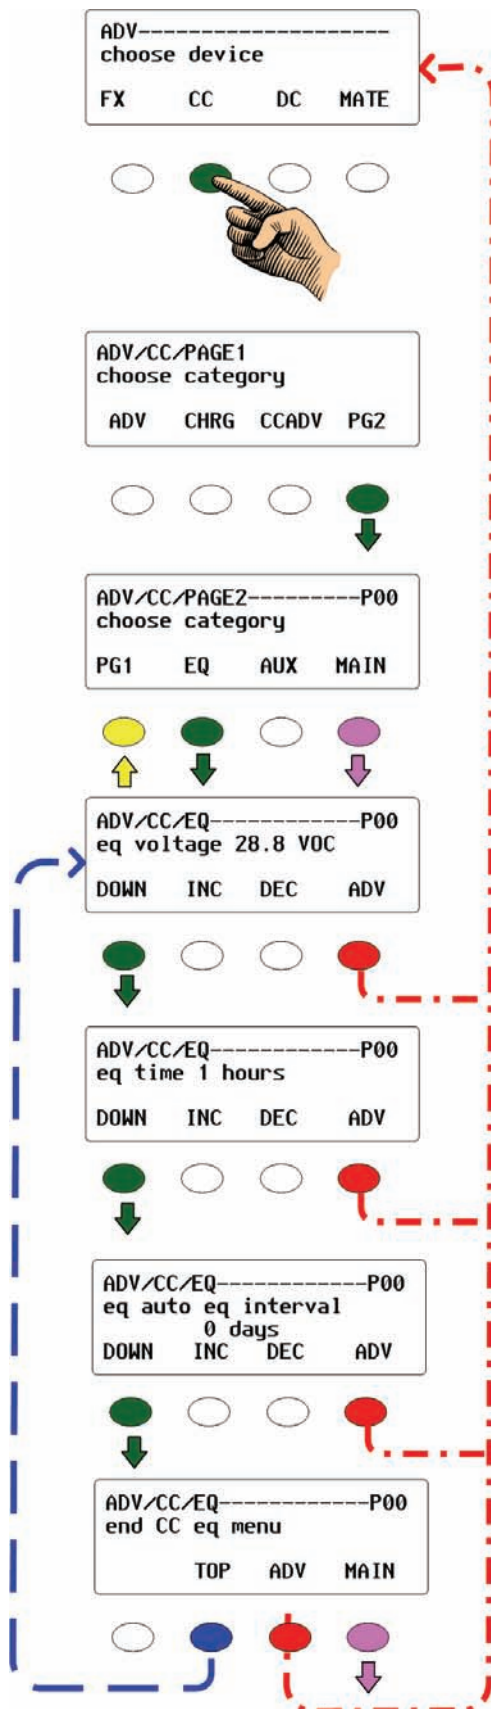 ADV---------------------
choose device
FX CC DC MATE
ADV/CC/PAGE1
choose category
ADV CHRG CCADV PG2
ADV/CC/PAGE2----------P00
choose category
PG1 EQ AUX MAIN
ADV/CC/EQ-------------P00
eq voltage 28.8 VOC
DOWN INC DEC ADV
ADV/CC/EQ-------------P00
eq time 1 hours
DOWN INC DEC ADV
ADV/CC/EQ-------------P00
eq auto eq interval
0 days
DOWN INC DEC ADV
ADV/CC/EQ-------------P00
end CC eq menu
TOP ADV MAIN